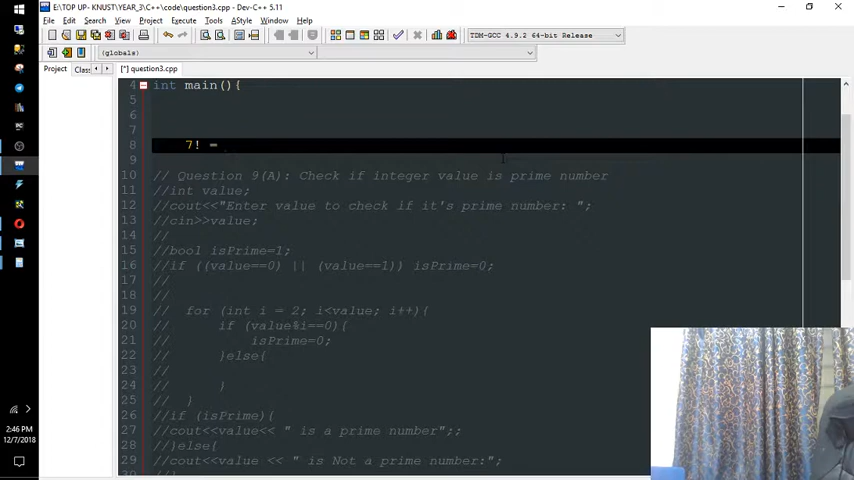 E:\TOP UP- KNUST\YEAR_3\C++\code\question3.cpp - Dev-C++ 5.11
File Edit Search View Project Execute Tools AStyle Window Help
TDM-GCC 4.9.2 64-bit Release
(globals)
Project Clas [*] question3.cpp
4 int main(){
5
6
7
8 7! =
9
10 // Question 9(A): Check if integer value is prime number
11 //int value;
12 //cout<<"Enter value to check if it's prime number: ";
13 //cin>>value;
14 //
15 //bool isPrime=1;
16 //if ((value==0) || (value==1)) isPrime=0;
17 //
18 //
19 // for (int i = 2; i<value; i++){
20 // if (value%i==0){
21 // isPrime=0;
22 // }else{
23 //
24 // }
25 // }
26 //if (isPrime){
27 //cout<<value<< " is a prime number";;
28 //}else{
29 //cout<<value << " is Not a prime number:";
30 //}
2:46 PM
12/7/2018